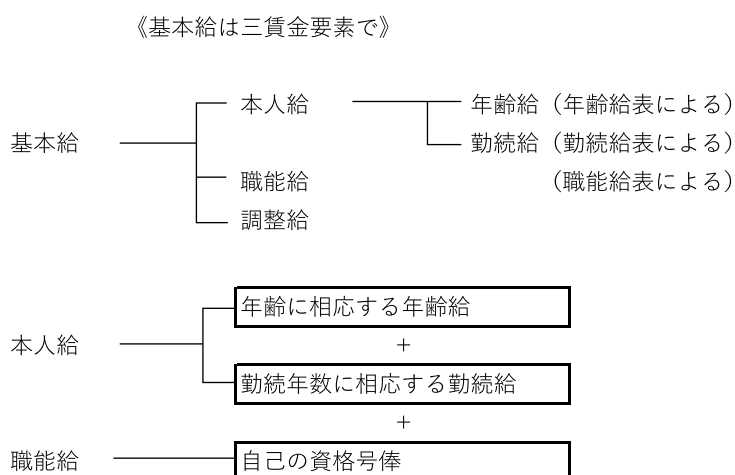 《基本給は三賃金要素で》
本人給 年齢給（年齢給表による）
基本給 勤続給（勤続給表による）
職能給 （職能給表による）
調整給
年齢に相応する年齢給
本人給 ＋
勤続年数に相応する勤続給
＋
職能給 自己の資格号俸